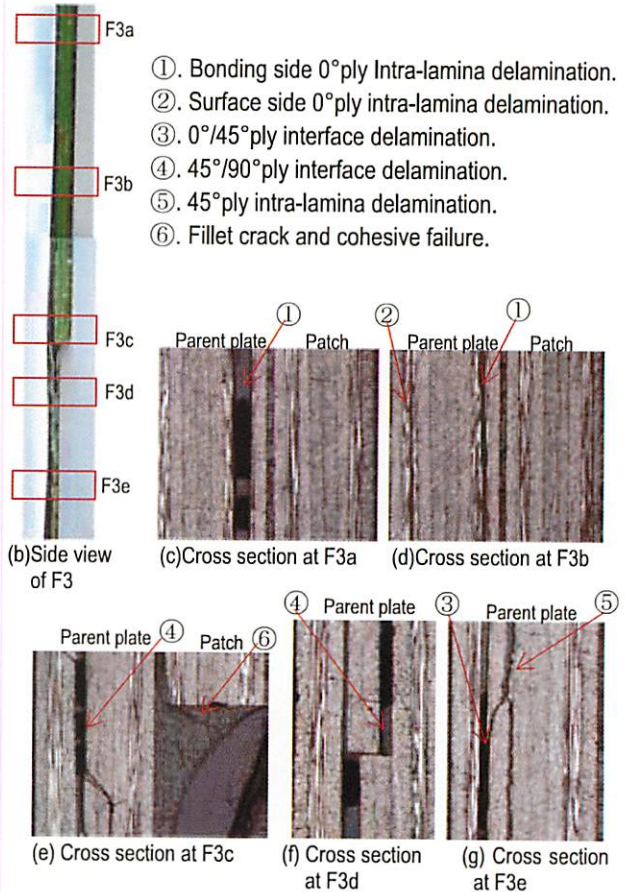 F3a
F3b
F3c
F3d
F3e
(b)Side view
of F3
①. Bonding side 0°ply Intra-lamina delamination.
②. Surface side 0°ply intra-lamina delamination.
③. 0°/45°ply interface delamination.
④. 45°/90°ply interface delamination.
⑤. 45°ply intra-lamina delamination.
⑥. Fillet crack and cohesive failure.
①
Parent plate Patch
(c)Cross section at F3a
② ①
Parent plate Patch
(d)Cross section at F3b
④ ⑥
Parent plate Patch
(e) Cross section at F3c
④
Parent plate
(f) Cross section
at F3d
③ ⑤
Parent plate
(g) Cross section
at F3e